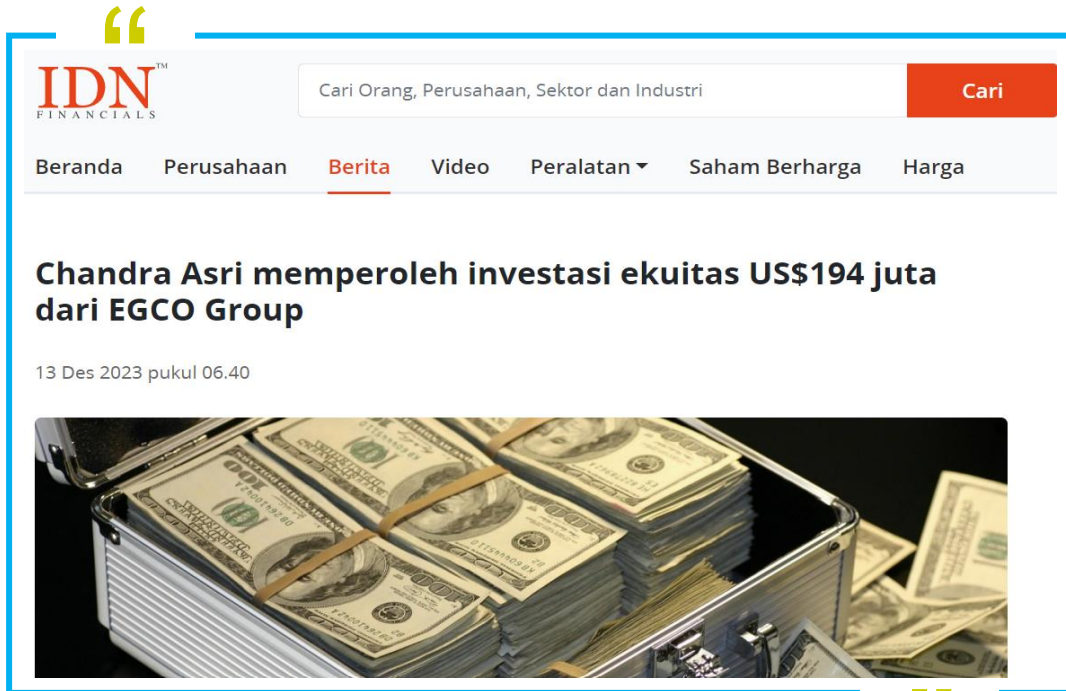 “
IDN™
FINANCIALS
Cari Orang, Perusahaan, Sektor dan Industri
Cari
Beranda Perusahaan Berita Video Peralatan Saham Berharga Harga
Chandra Asri memperoleh investasi ekuitas US$194 juta
dari EGCO Group
13 Des 2023 pukul 06.40